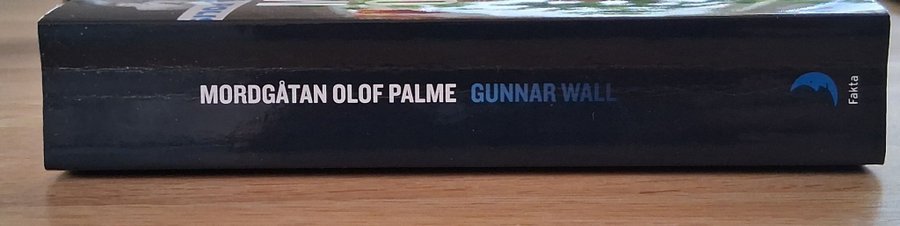 MORDGÅTAN OLOF PALME GUNNAR WALL
Fakta